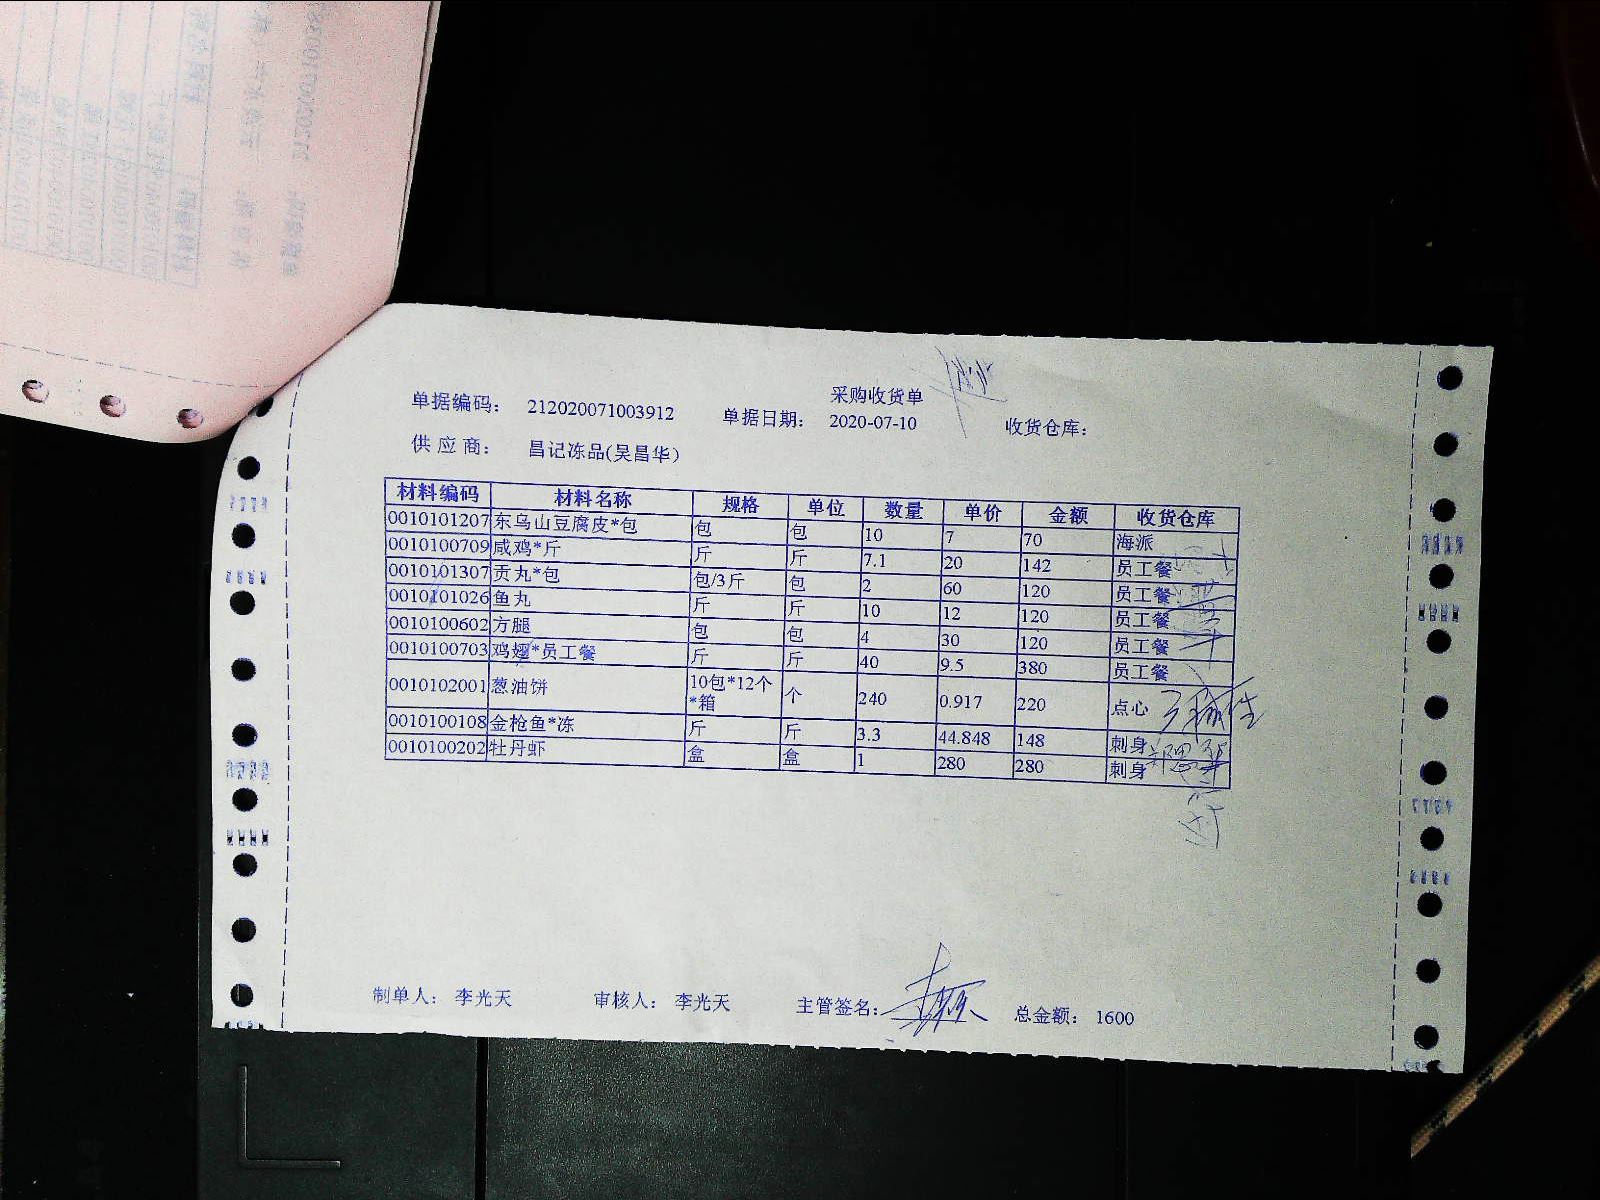 采购收货单
单据编码： 212020071003912 单据日期： 2020-07-10 收货仓库：
供 应 商： 昌记冻品(吴昌华)
材料编码 材料名称 规格 单位 数量 单价 金额 收货仓库
0010101207 东乌山豆腐皮*包 包 包 10 7 70 海派
0010100709 咸鸡*斤 斤 斤 7.1 20 142 员工餐
0010101307 贡丸*包 包/3斤 包 2 60 120 员工餐
0010101026 鱼丸 斤 斤 10 12 120 员工餐
0010100602 方腿 包 包 4 30 120 员工餐
0010100703 鸡翅*员工餐 斤 斤 40 9.5 380 员工餐
0010102001 葱油饼 10包*12个*箱 个 240 0.917 220 点心
0010100108 金枪鱼*冻 斤 斤 3.3 44.848 148 刺身
0010100202 牡丹虾 盒 盒 1 280 280 刺身
制单人： 李光天 审核人： 李光天 主管签名： 总金额： 1600